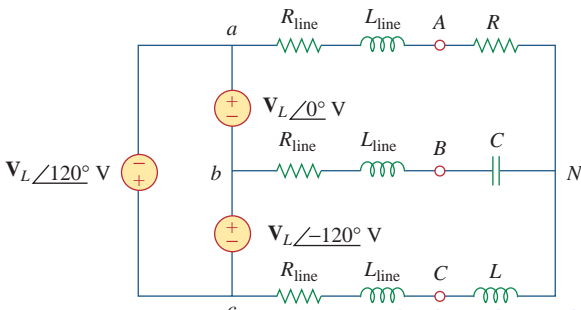 a R_line L_line A R
+
−
V_L∠0° V
−
+
V_L∠120° V
b R_line L_line B C N
+
−
V_L∠−120° V
R_line L_line C L
c